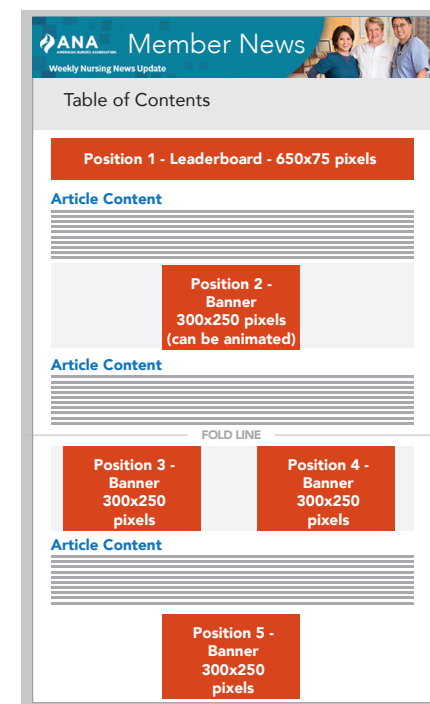 ANA
AMERICAN NURSES ASSOCIATION
Member News
Weekly Nursing News Update
Table of Contents
Position 1 - Leaderboard - 650x75 pixels
Article Content
Position 2 -
Banner
300x250 pixels
(can be animated)
Article Content
FOLD LINE
Position 3 -
Banner
300x250
pixels
Position 4 -
Banner
300x250
pixels
Article Content
Position 5 -
Banner
300x250
pixels